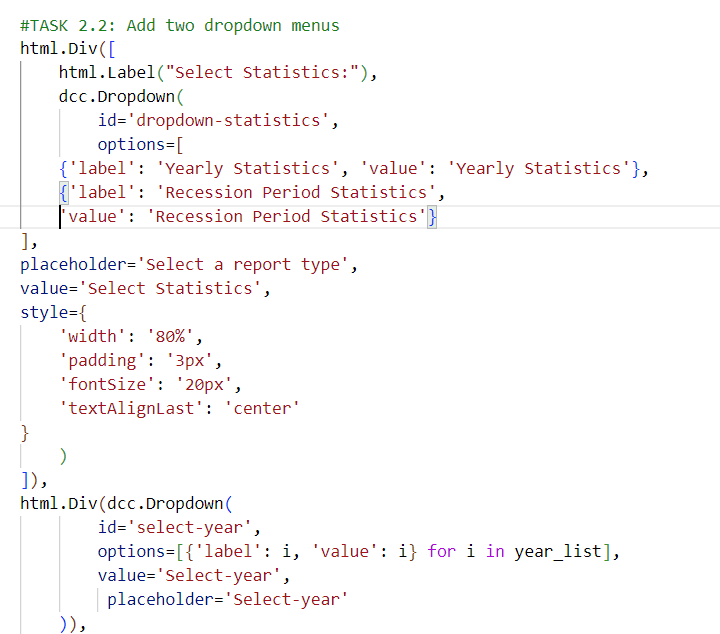 #TASK 2.2: Add two dropdown menus
html.Div([
    html.Label("Select Statistics:"),
    dcc.Dropdown(
        id='dropdown-statistics',
        options=[
    {'label': 'Yearly Statistics', 'value': 'Yearly Statistics'},
    {'label': 'Recession Period Statistics',
    'value': 'Recession Period Statistics'}
],
placeholder='Select a report type',
value='Select Statistics',
style={
    'width': '80%',
    'padding': '3px',
    'fontSize': '20px',
    'textAlignLast': 'center'
}
    )
]),
html.Div(dcc.Dropdown(
        id='select-year',
        options=[{'label': i, 'value': i} for i in year_list],
        value='Select-year',
         placeholder='Select-year'
    )),